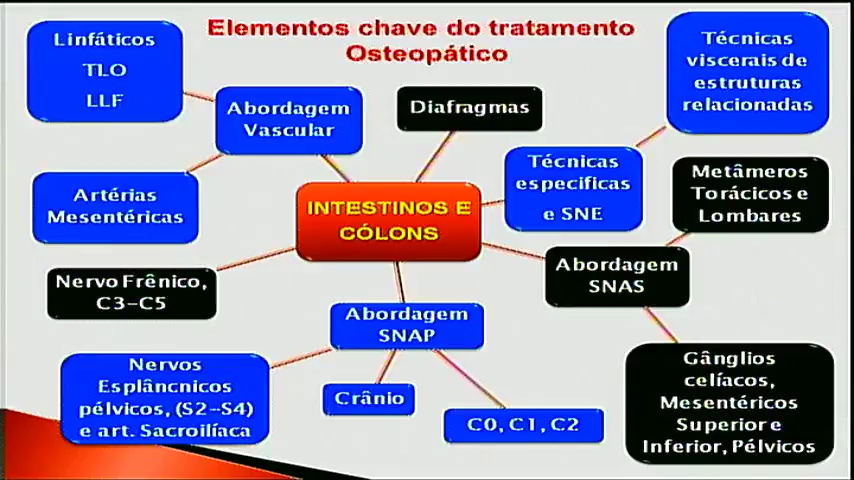 Elementos chave do tratamento
Osteopático
Linfáticos
TLO
LLF
Abordagem
Vascular
Diafragmas
Técnicas
viscerais de
estruturas
relacionadas
Artérias
Mesentéricas
Técnicas
especificas
e SNE
Metâmeros
Torácicos e
Lombares
INTESTINOS E
CÓLONS
Nervo Frênico,
C3-C5
Abordagem
SNAS
Abordagem
SNAP
Nervos
Esplâncnicos
pélvicos, (S2-S4)
e art. Sacroilíaca
Crânio
C0, C1, C2
Gânglios
celíacos,
Mesentéricos
Superior e
Inferior, Pélvicos